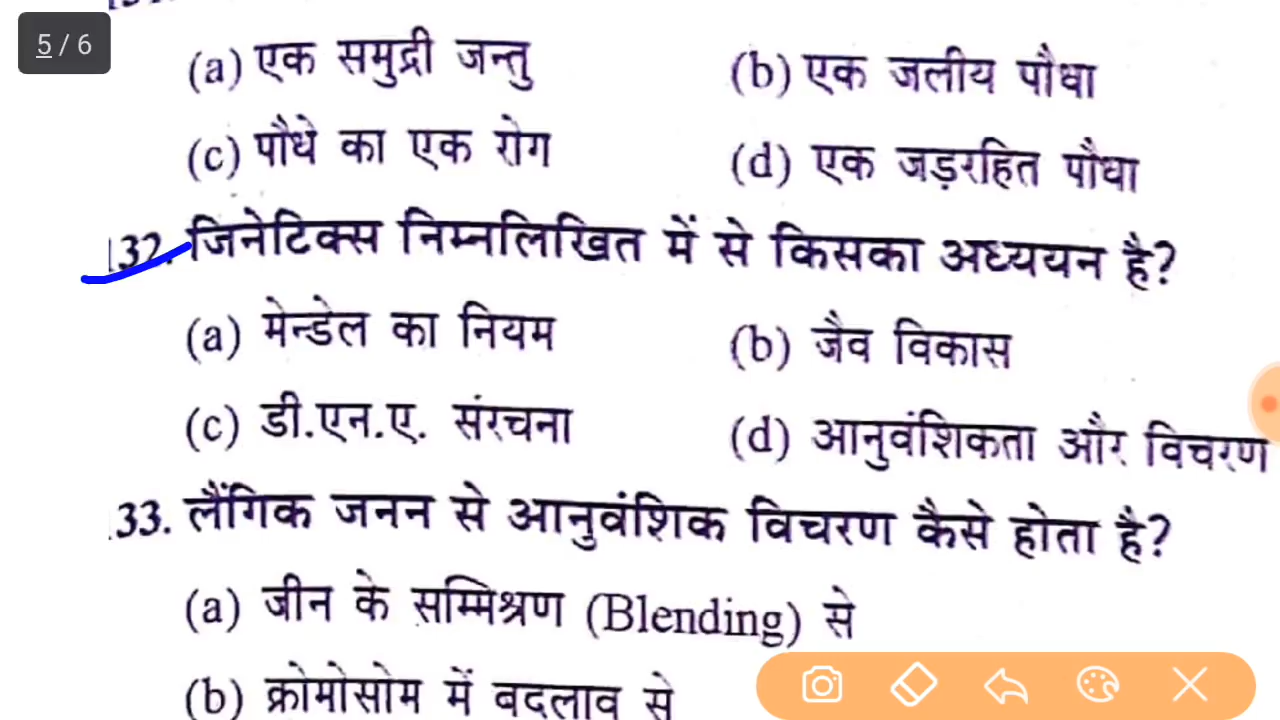 5 / 6
(a) एक समुद्री जन्तु (b) एक जलीय पौधा
(c) पौधे का एक रोग (d) एक जड़रहित पौधा
132. जिनेटिक्स निम्नलिखित में से किसका अध्ययन है?
(a) मेन्डेल का नियम (b) जैव विकास
(c) डी.एन.ए. संरचना (d) आनुवंशिकता और विचरण
33. लैंगिक जनन से आनुवंशिक विचरण कैसे होता है?
(a) जीन के सम्मिश्रण (Blending) से
(b) क्रोमोसोम में बदलाव से